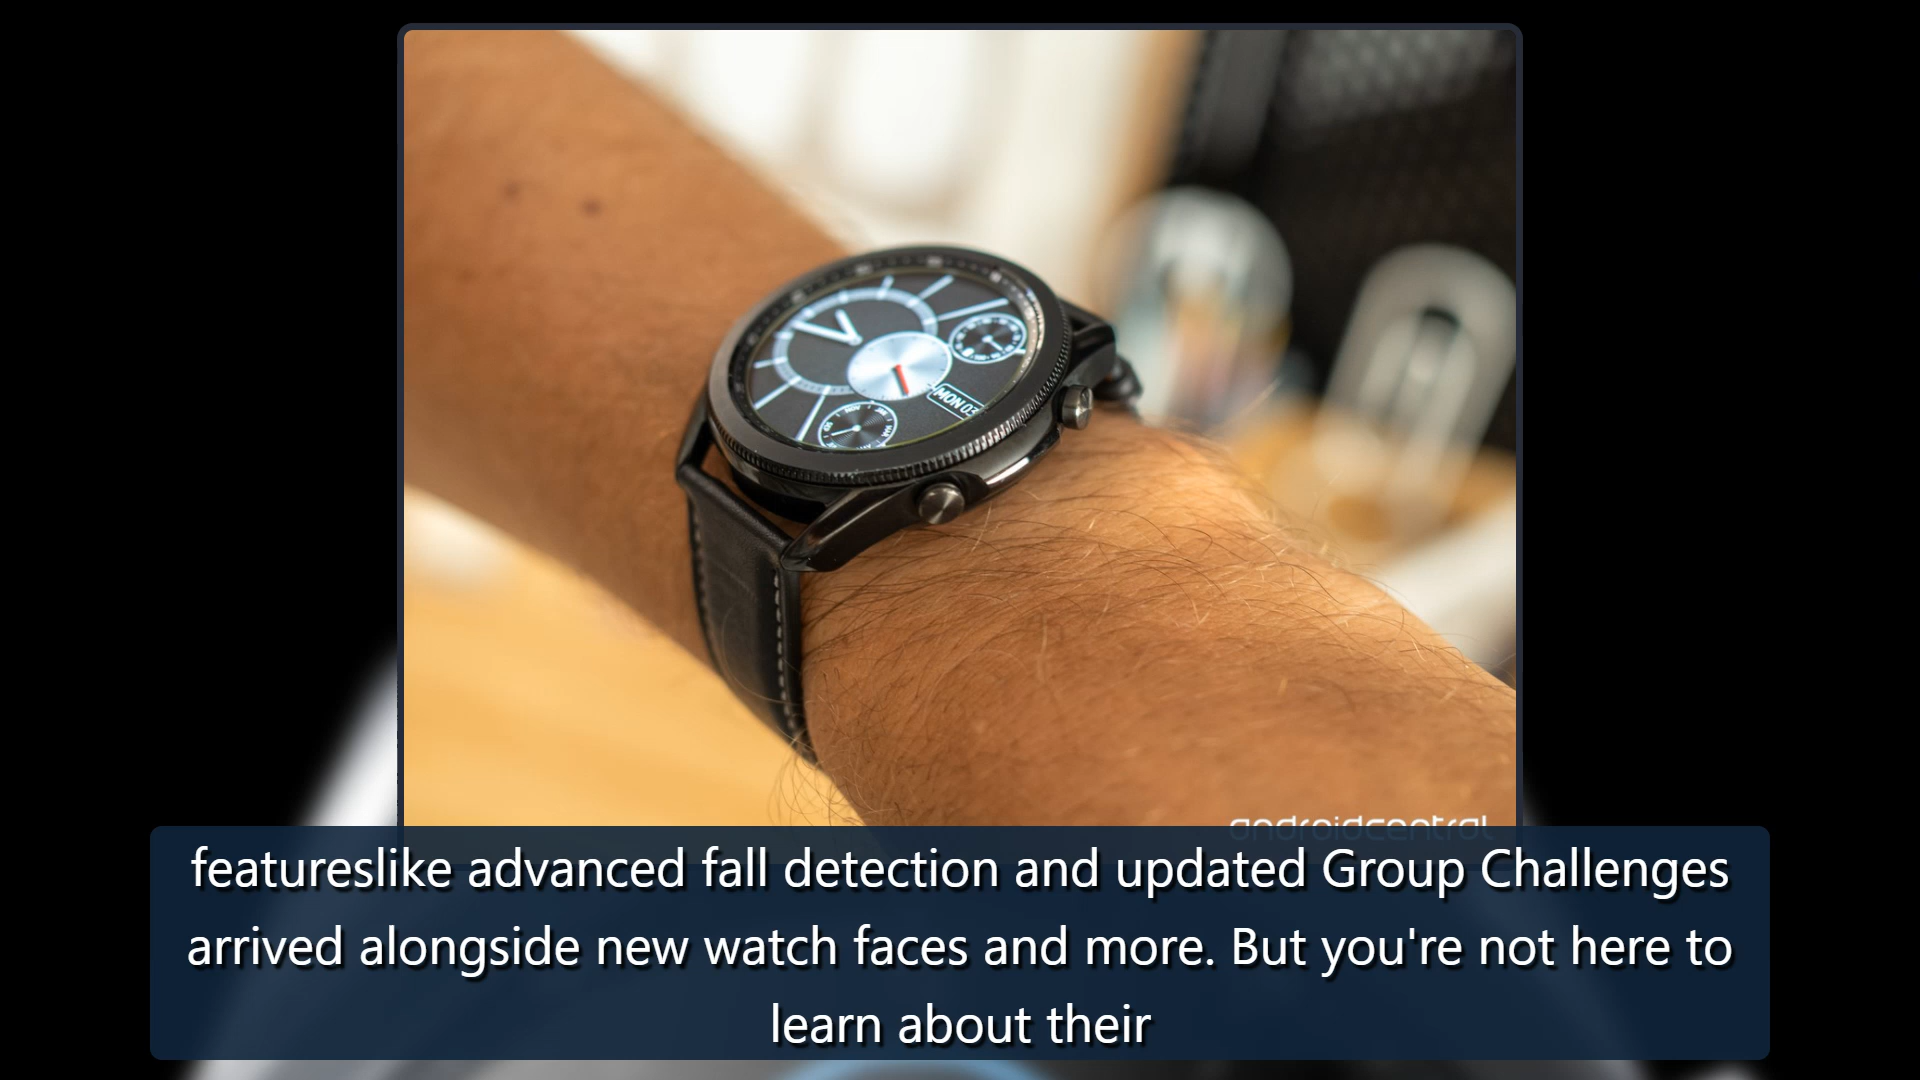 MON 03
androidcentral
featureslike advanced fall detection and updated Group Challenges
arrived alongside new watch faces and more. But you're not here to
learn about their